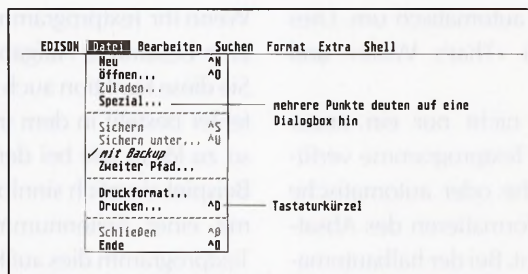 EDISON Datei Bearbeiten Suchen Format Extra Shell
Neu ^N
Öffnen... ^O
Zuladen...
Spezial...
mehrere Punkte deuten auf eine
Dialogbox hin
Sichern ^S
Sichern unter.. ^U
✓mit Backup
Zweiter Pfad...
Druckformat...
Drucken... ^D
Tastaturkürzel
Schließen
Ende ^Q